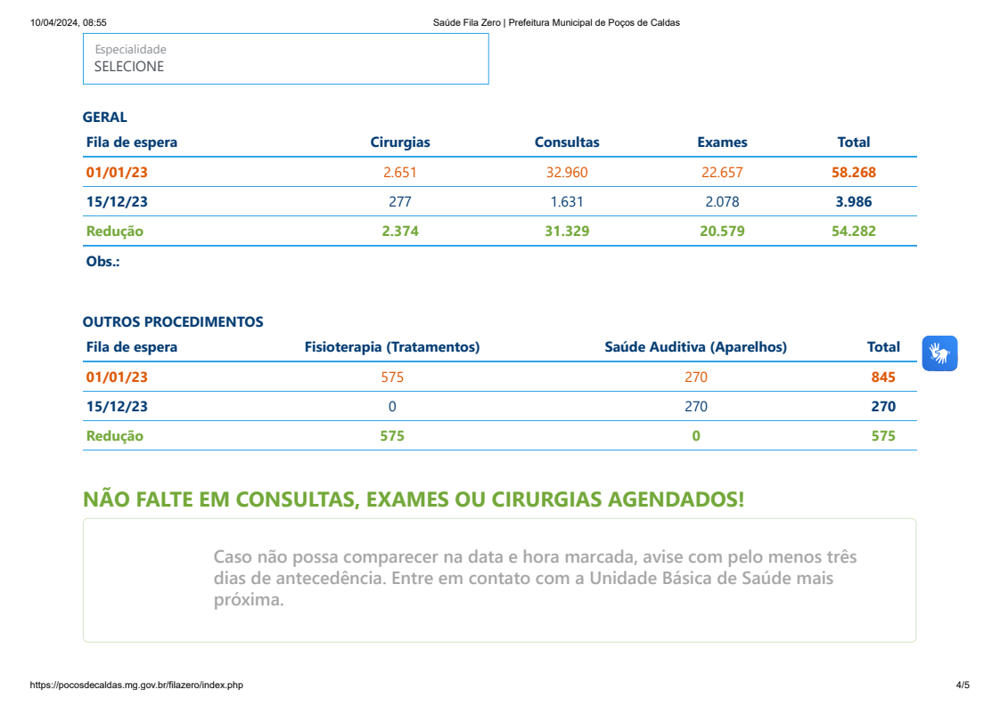 10/04/2024, 08:55 Saúde Fila Zero | Prefeitura Municipal de Poços de Caldas
Especialidade
SELECIONE
GERAL
Fila de espera Cirurgias Consultas Exames Total
01/01/23 2.651 32.960 22.657 58.268
15/12/23 277 1.631 2.078 3.986
Redução 2.374 31.329 20.579 54.282
Obs.:
OUTROS PROCEDIMENTOS
Fila de espera Fisioterapia (Tratamentos) Saúde Auditiva (Aparelhos) Total
01/01/23 575 270 845
15/12/23 0 270 270
Redução 575 0 575
NÃO FALTE EM CONSULTAS, EXAMES OU CIRURGIAS AGENDADOS!
Caso não possa comparecer na data e hora marcada, avise com pelo menos três
dias de antecedência. Entre em contato com a Unidade Básica de Saúde mais
próxima.
https://pocosdecaldas.mg.gov.br/filazero/index.php 4/5